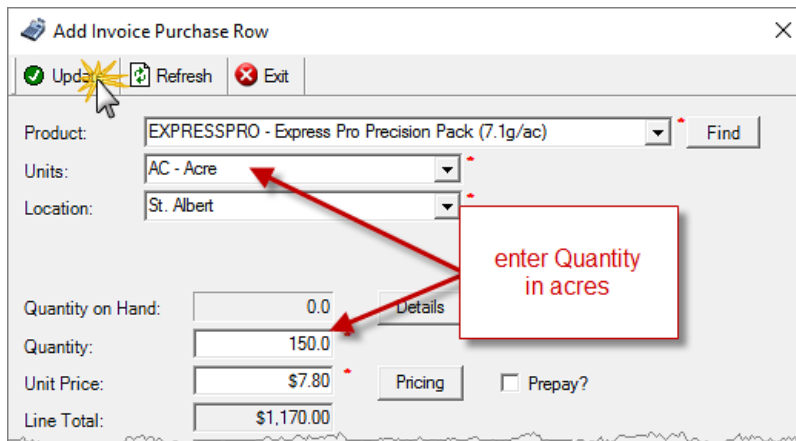 Add Invoice Purchase Row
Update Refresh Exit
Product: EXPRESSPRO - Express Pro Precision Pack (7.1g/ac) * Find
Units: AC - Acre *
Location: St. Albert *
enter Quantity
in acres
Quantity on Hand: 0.0 Details
Quantity: 150.0 *
Unit Price: $7.80 * Pricing Prepay?
Line Total: $1,170.00